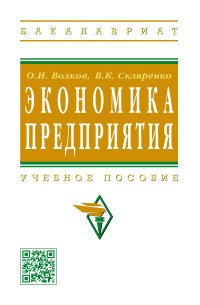 БАКАЛАВРИАТ
О.И. Волков, В.К. Скляренко
ЭКОНОМИКА
ПРЕДПРИЯТИЯ
УЧЕБНОЕ ПОСОБИЕ